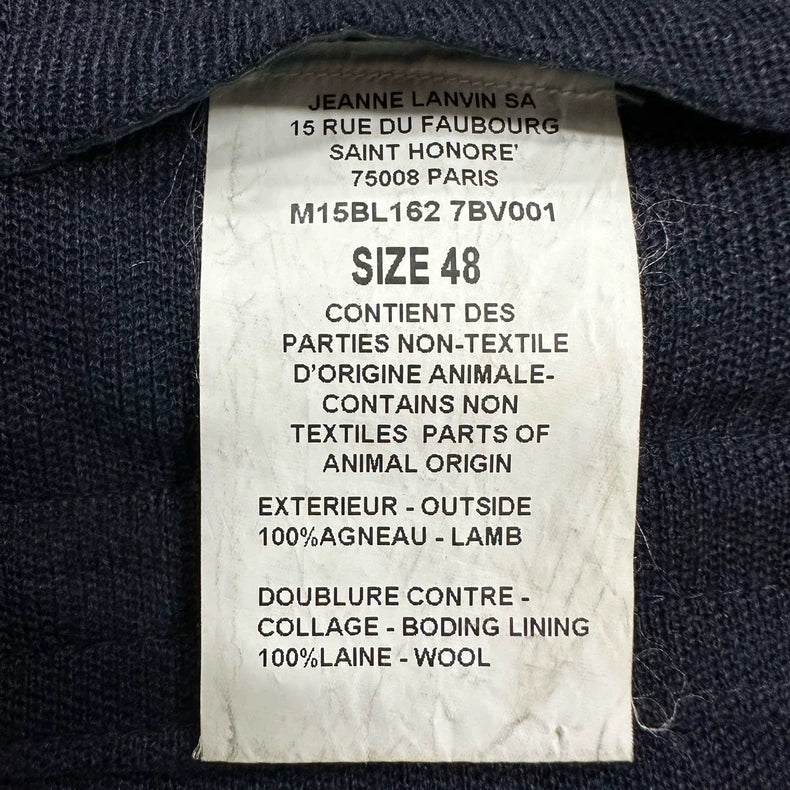 JEANNE LANVIN SA
15 RUE DU FAUBOURG
SAINT HONORE'
75008 PARIS
M15BL162 7BV001
SIZE 48
CONTIENT DES
PARTIES NON-TEXTILE
D'ORIGINE ANIMALE-
CONTAINS NON
TEXTILES PARTS OF
ANIMAL ORIGIN
EXTERIEUR - OUTSIDE
100%AGNEAU - LAMB
DOUBLURE CONTRE -
COLLAGE - BODING LINING
100%LAINE - WOOL